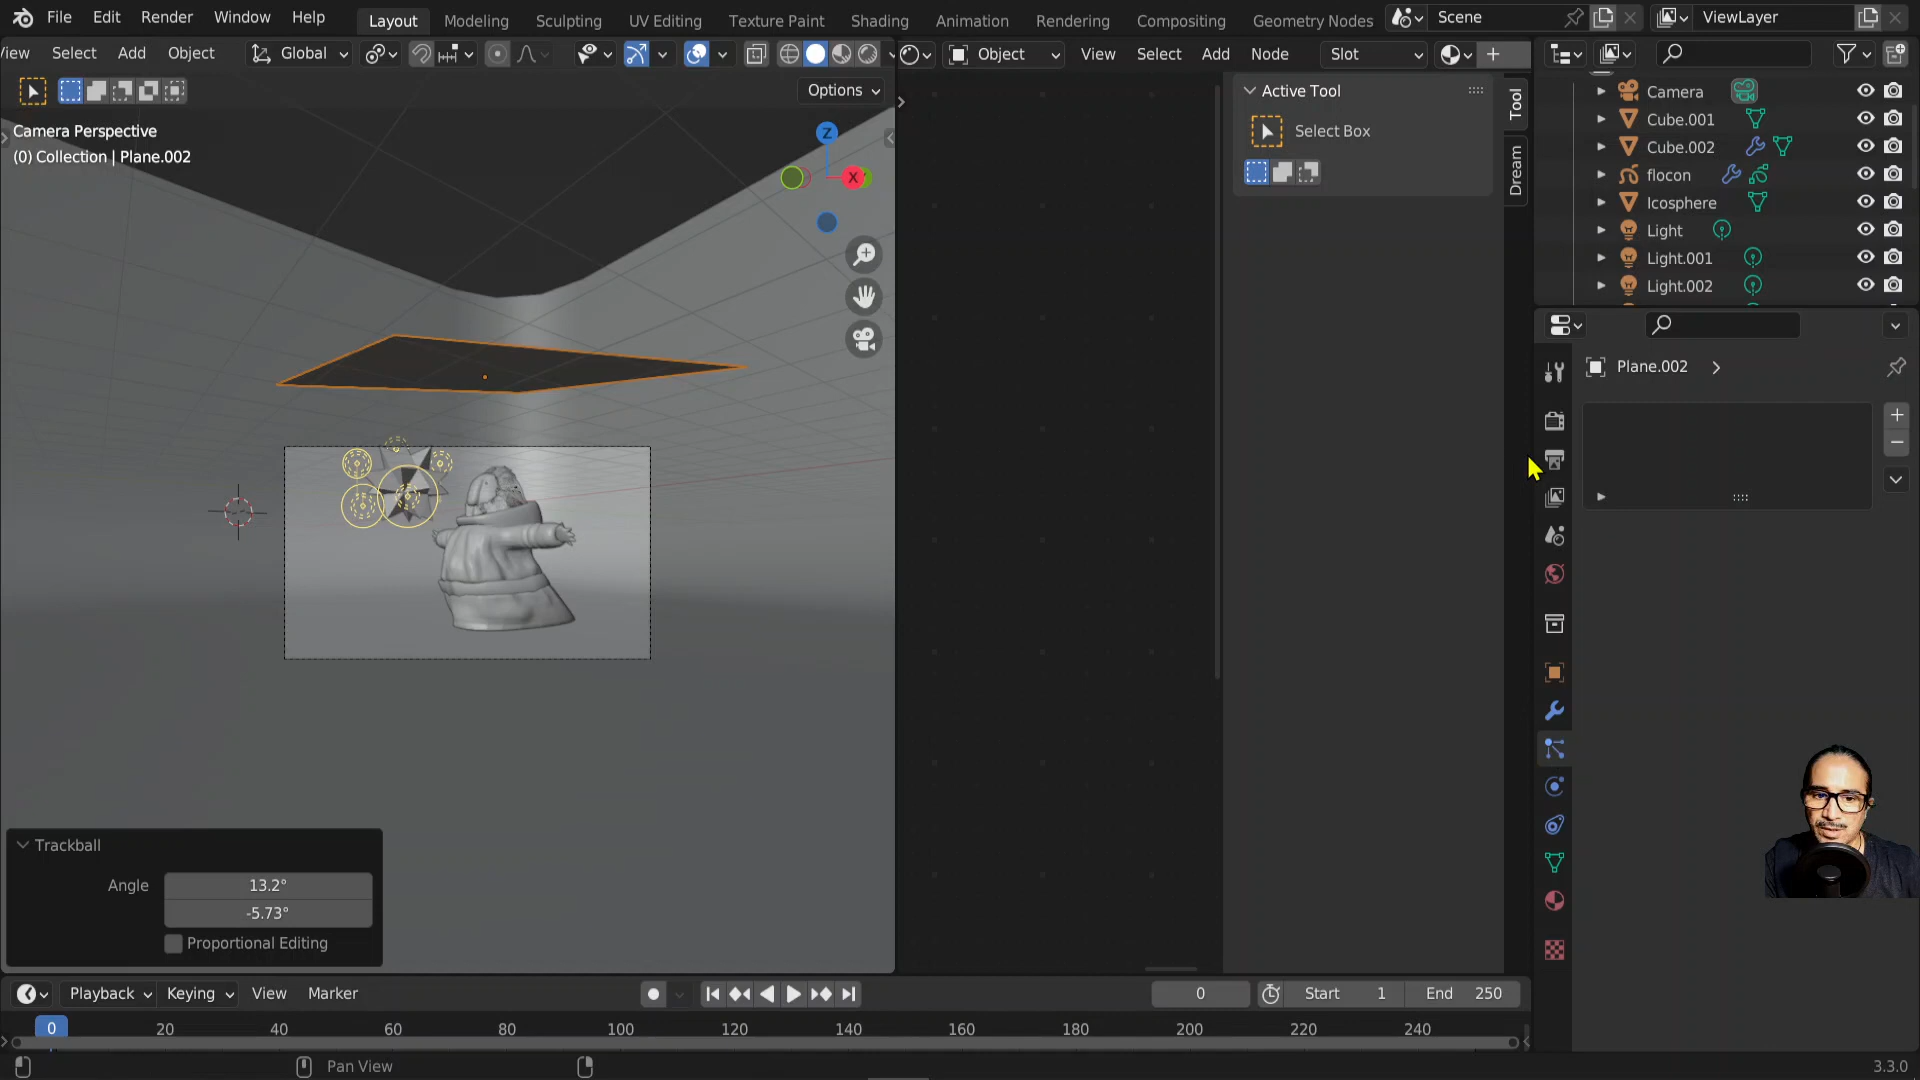 File Edit Render Window Help Layout Modeling Sculpting UV Editing Texture Paint Shading Animation Rendering Compositing Geometry Nodes Scene ViewLayer
iew Select Add Object Global
Options
Camera Perspective
(0) Collection | Plane.002
Z
X
Object View Select Add Node Slot
Active Tool
Select Box
Tool
Dream
Camera
Cube.001
Cube.002
flocon
Icosphere
Light
Light.001
Light.002
Plane.002
Trackball
Angle 13.2°
-5.73°
Proportional Editing
Playback Keying View Marker 0 Start 1 End 250
0 20 40 60 80 100 120 140 160 180 200 220 240
Pan View 3.3.0